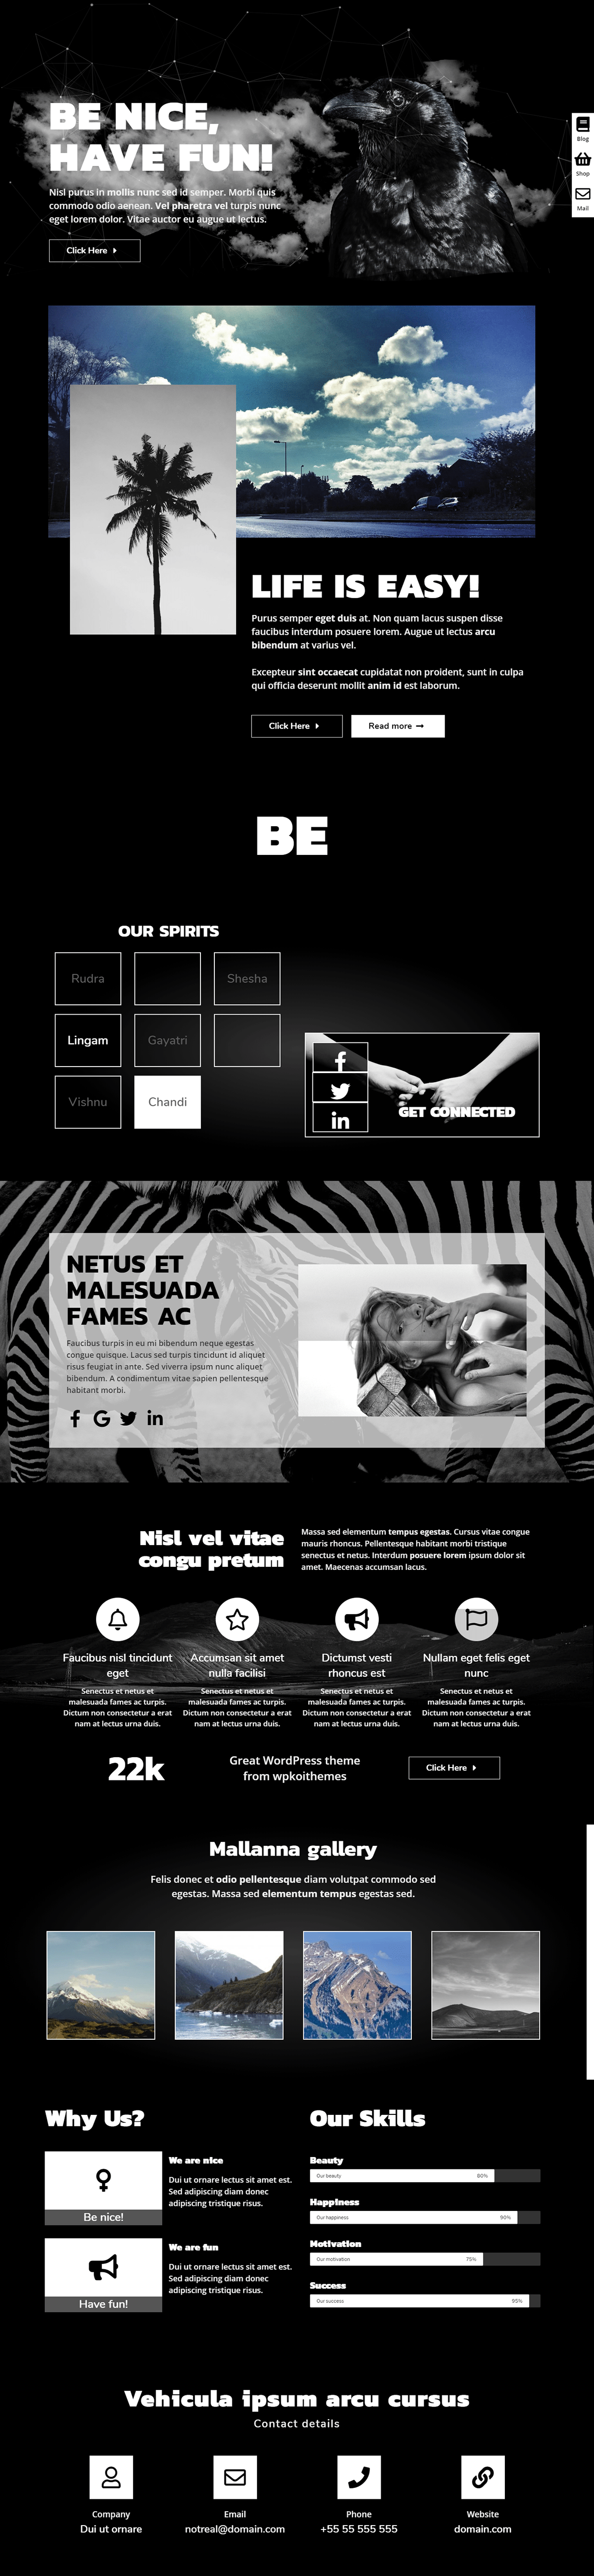 BE NICE,
HAVE FUN!
Nisl purus in mollis nunc sed id semper. Morbi quis
commodo odio aenean. Vel pharetra vel turpis nunc
eget lorem dolor. Vitae auctor eu augue ut lectus.
Click Here
Blog
Shop
Mail
LIFE IS EASY!
Purus semper eget duis at. Non quam lacus suspen disse
faucibus interdum posuere lorem. Augue ut lectus arcu
bibendum at varius vel.
Excepteur sint occaecat cupidatat non proident, sunt in culpa
qui officia deserunt mollit anim id est laborum.
Click Here
Read more
BE
OUR SPIRITS
Rudra
Shesha
Lingam
Gayatri
Vishnu
Chandi
GET CONNECTED
NETUS ET
MALESUADA
FAMES AC
Faucibus turpis in eu mi bibendum neque egestas
congue quisque. Lacus sed turpis tincidunt id aliquet
risus feugiat in ante. Sed viverra ipsum nunc aliquet
bibendum. A condimentum vitae sapien pellentesque
habitant morbi.
Nisl vel vitae
congu pretum
Massa sed elementum tempus egestas. Cursus vitae congue
mauris rhoncus. Pellentesque habitant morbi tristique
senectus et netus. Interdum posuere lorem ipsum dolor sit
amet. Maecenas accumsan lacus.
Faucibus nisl tincidunt
eget
Senectus et netus et
malesuada fames ac turpis.
Dictum non consectetur a erat
nam at lectus urna duis.
Accumsan sit amet
nulla facilisi
Senectus et netus et
malesuada fames ac turpis.
Dictum non consectetur a erat
nam at lectus urna duis.
Dictumst vesti
rhoncus est
Senectus et netus et
malesuada fames ac turpis.
Dictum non consectetur a erat
nam at lectus urna duis.
Nullam eget felis eget
nunc
Senectus et netus et
malesuada fames ac turpis.
Dictum non consectetur a erat
nam at lectus urna duis.
22k
Great WordPress theme
from wpkoithemes
Click Here
Mallanna gallery
Felis donec et odio pellentesque diam volutpat commodo sed
egestas. Massa sed elementum tempus egestas sed.
Why Us?
Be nice!
We are nice
Dui ut ornare lectus sit amet est.
Sed adipiscing diam donec
adipiscing tristique risus.
Have fun!
We are fun
Dui ut ornare lectus sit amet est.
Sed adipiscing diam donec
adipiscing tristique risus.
Our Skills
Beauty
Our beauty 80%
Happiness
Our happiness 90%
Motivation
Our motivation 75%
Success
Our success 95%
Vehicula ipsum arcu cursus
Contact details
Company
Dui ut ornare
Email
notreal@domain.com
Phone
+55 55 555 555
Website
domain.com